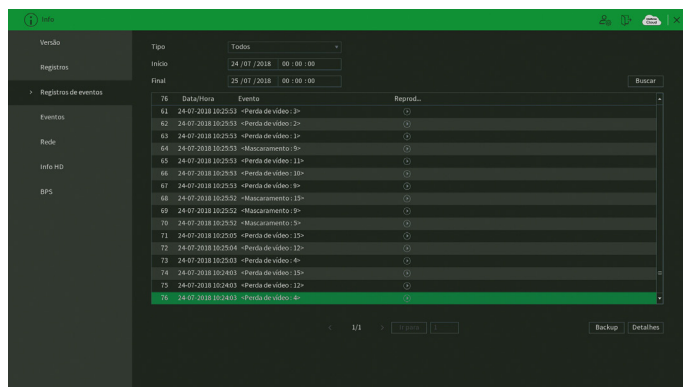 Info
Intelbras Cloud
Versão
Registros
Registros de eventos
Eventos
Rede
Info HD
BPS
Tipo Todos
Início 24 /07 /2018 00 : 00 : 00
Final 25 /07 /2018 00 : 00 : 00
Buscar
76 Data/Hora Evento Reprod...
61 24-07-2018 10:25:53 <Perda de vídeo : 3>
62 24-07-2018 10:25:53 <Perda de vídeo : 2>
63 24-07-2018 10:25:53 <Perda de vídeo : 1>
64 24-07-2018 10:25:53 <Mascaramento : 9>
65 24-07-2018 10:25:53 <Perda de vídeo : 11>
66 24-07-2018 10:25:53 <Perda de vídeo : 10>
67 24-07-2018 10:25:53 <Perda de vídeo : 9>
68 24-07-2018 10:25:52 <Mascaramento : 15>
69 24-07-2018 10:25:52 <Mascaramento : 9>
70 24-07-2018 10:25:52 <Mascaramento : 5>
71 24-07-2018 10:25:05 <Perda de vídeo : 15>
72 24-07-2018 10:25:04 <Perda de vídeo : 12>
73 24-07-2018 10:25:03 <Perda de vídeo : 4>
74 24-07-2018 10:24:03 <Perda de vídeo : 15>
75 24-07-2018 10:24:03 <Perda de vídeo : 12>
76 24-07-2018 10:24:03 <Perda de vídeo : 4>
1/1 Ir para 1
Backup Detalhes